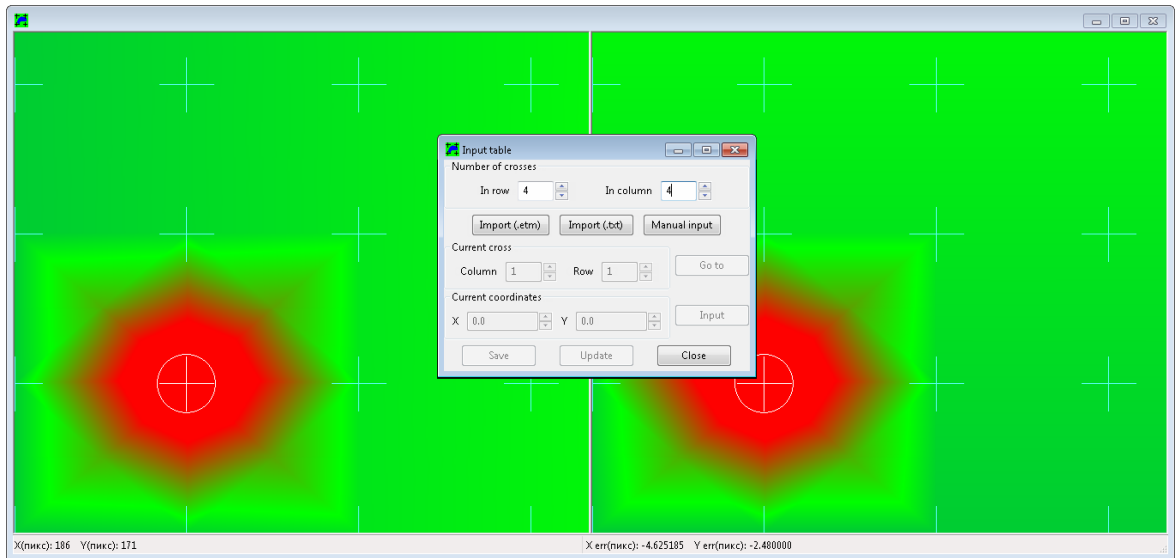 Input table
Number of crosses
In row 4 In column 4
Import (.etm) Import (.txt) Manual input
Current cross
Column 1 Row 1 Go to
Current coordinates
X 0.0 Y 0.0 Input
Save Update Close
X(пикс): 186 Y(пикс): 171 X err(пикс): -4.625185 Y err(пикс): -2.480000